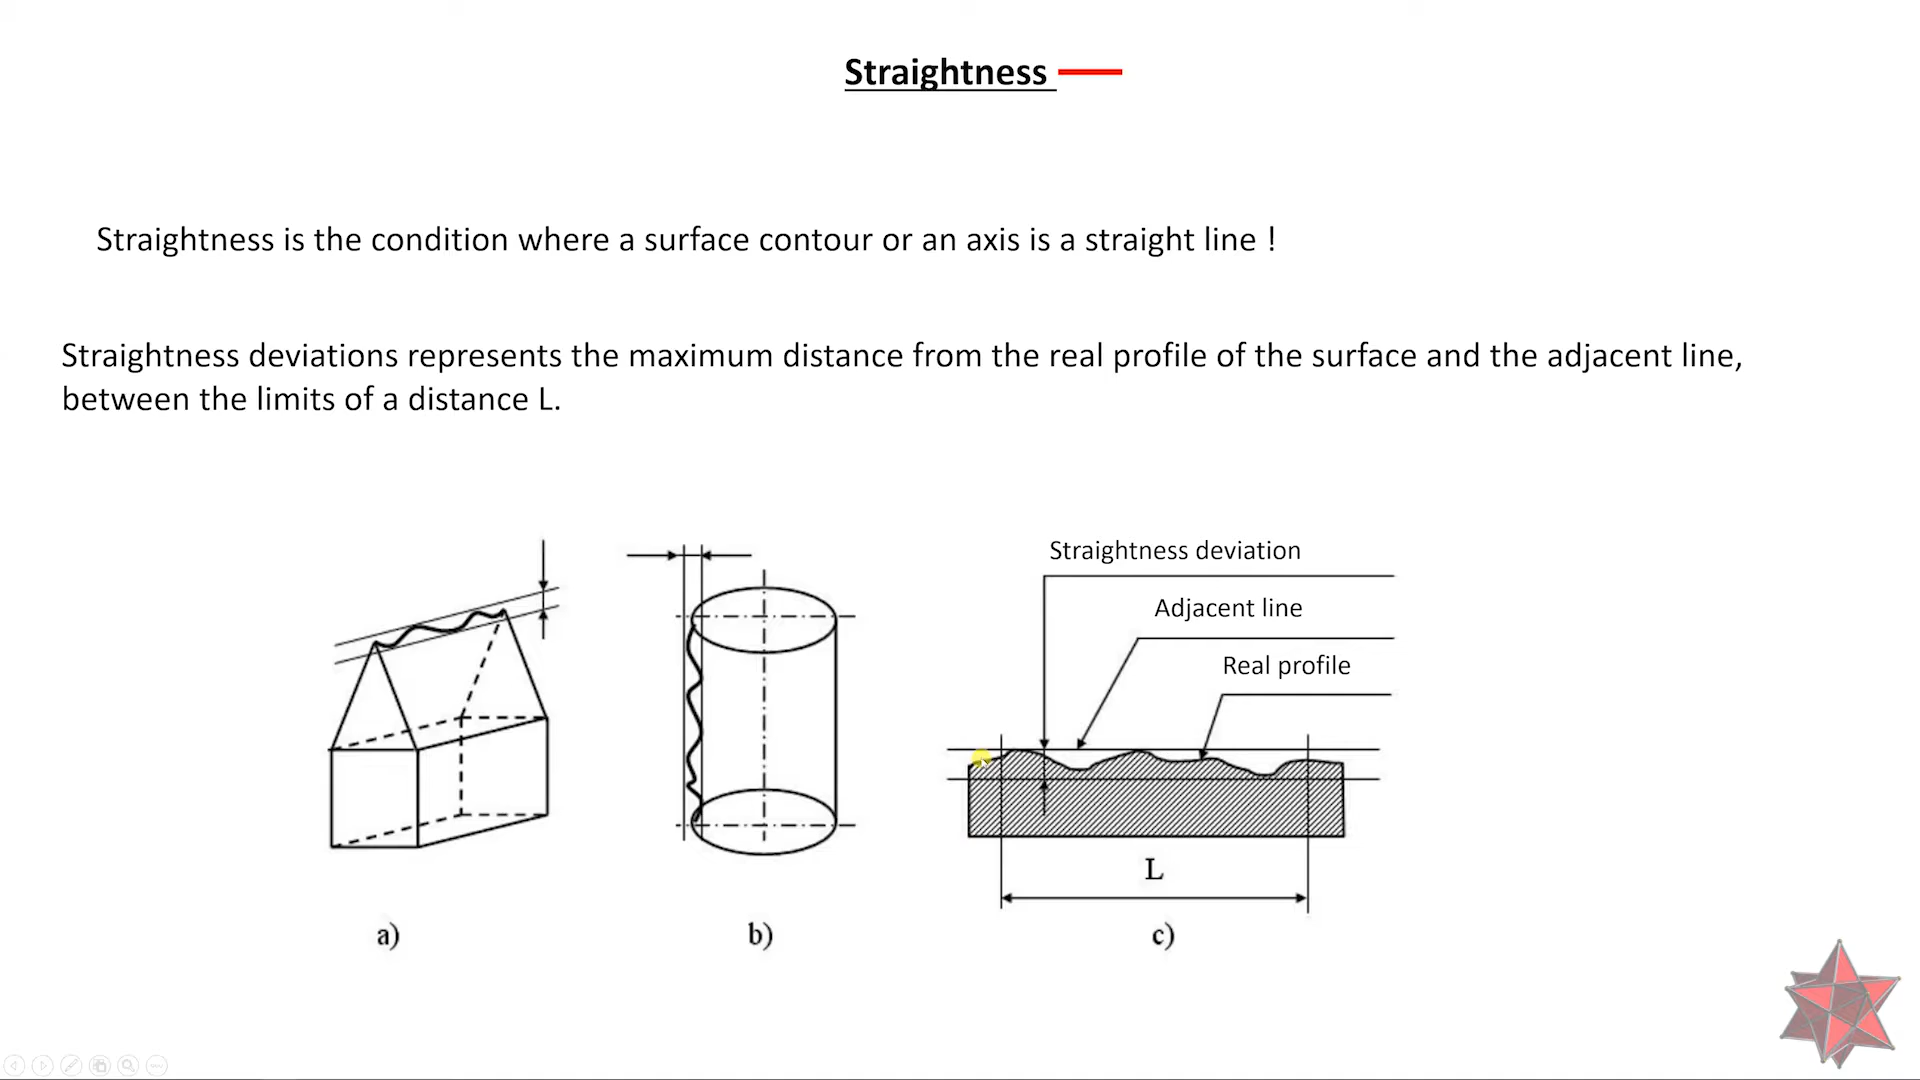 Straightness
Straightness is the condition where a surface contour or an axis is a straight line !
Straightness deviations represents the maximum distance from the real profile of the surface and the adjacent line,
between the limits of a distance L.
Straightness deviation
Adjacent line
Real profile
L
a)
b)
c)